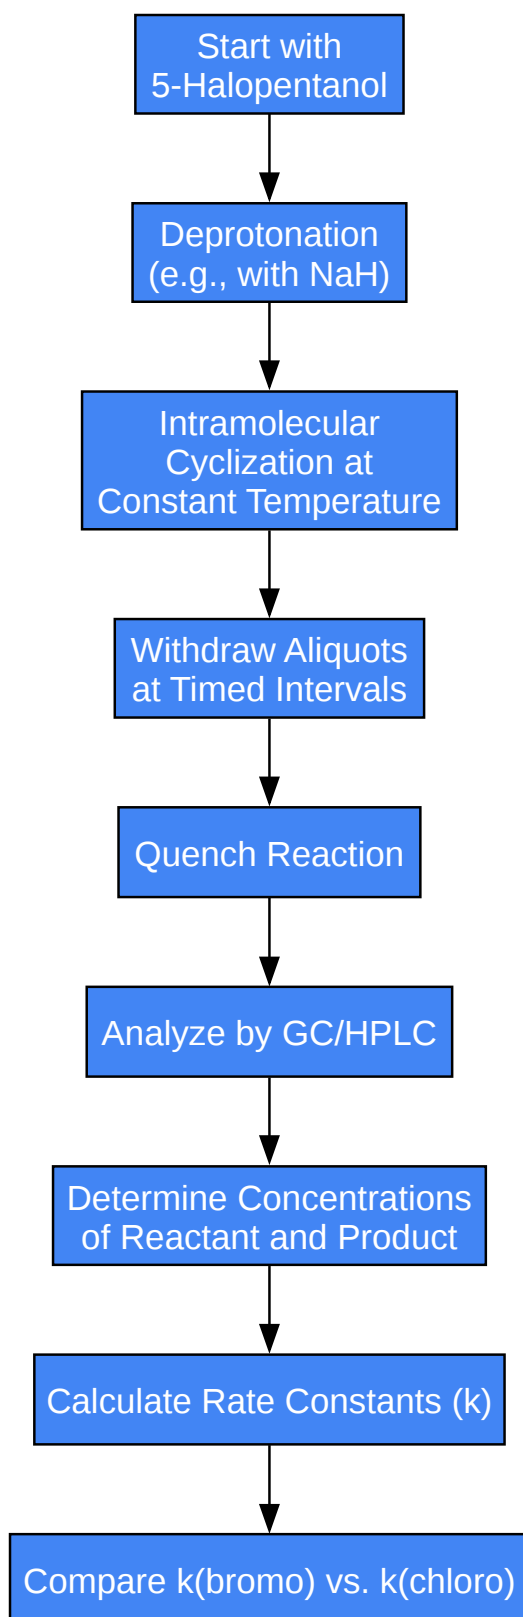 Start with
5-Halopentanol
Deprotonation
(e.g., with NaH)
Intramolecular
Cyclization at
Constant Temperature
Withdraw Aliquots
at Timed Intervals
Quench Reaction
Analyze by GC/HPLC
Determine Concentrations
of Reactant and Product
Calculate Rate Constants (k)
Compare k(bromo) vs. k(chloro)